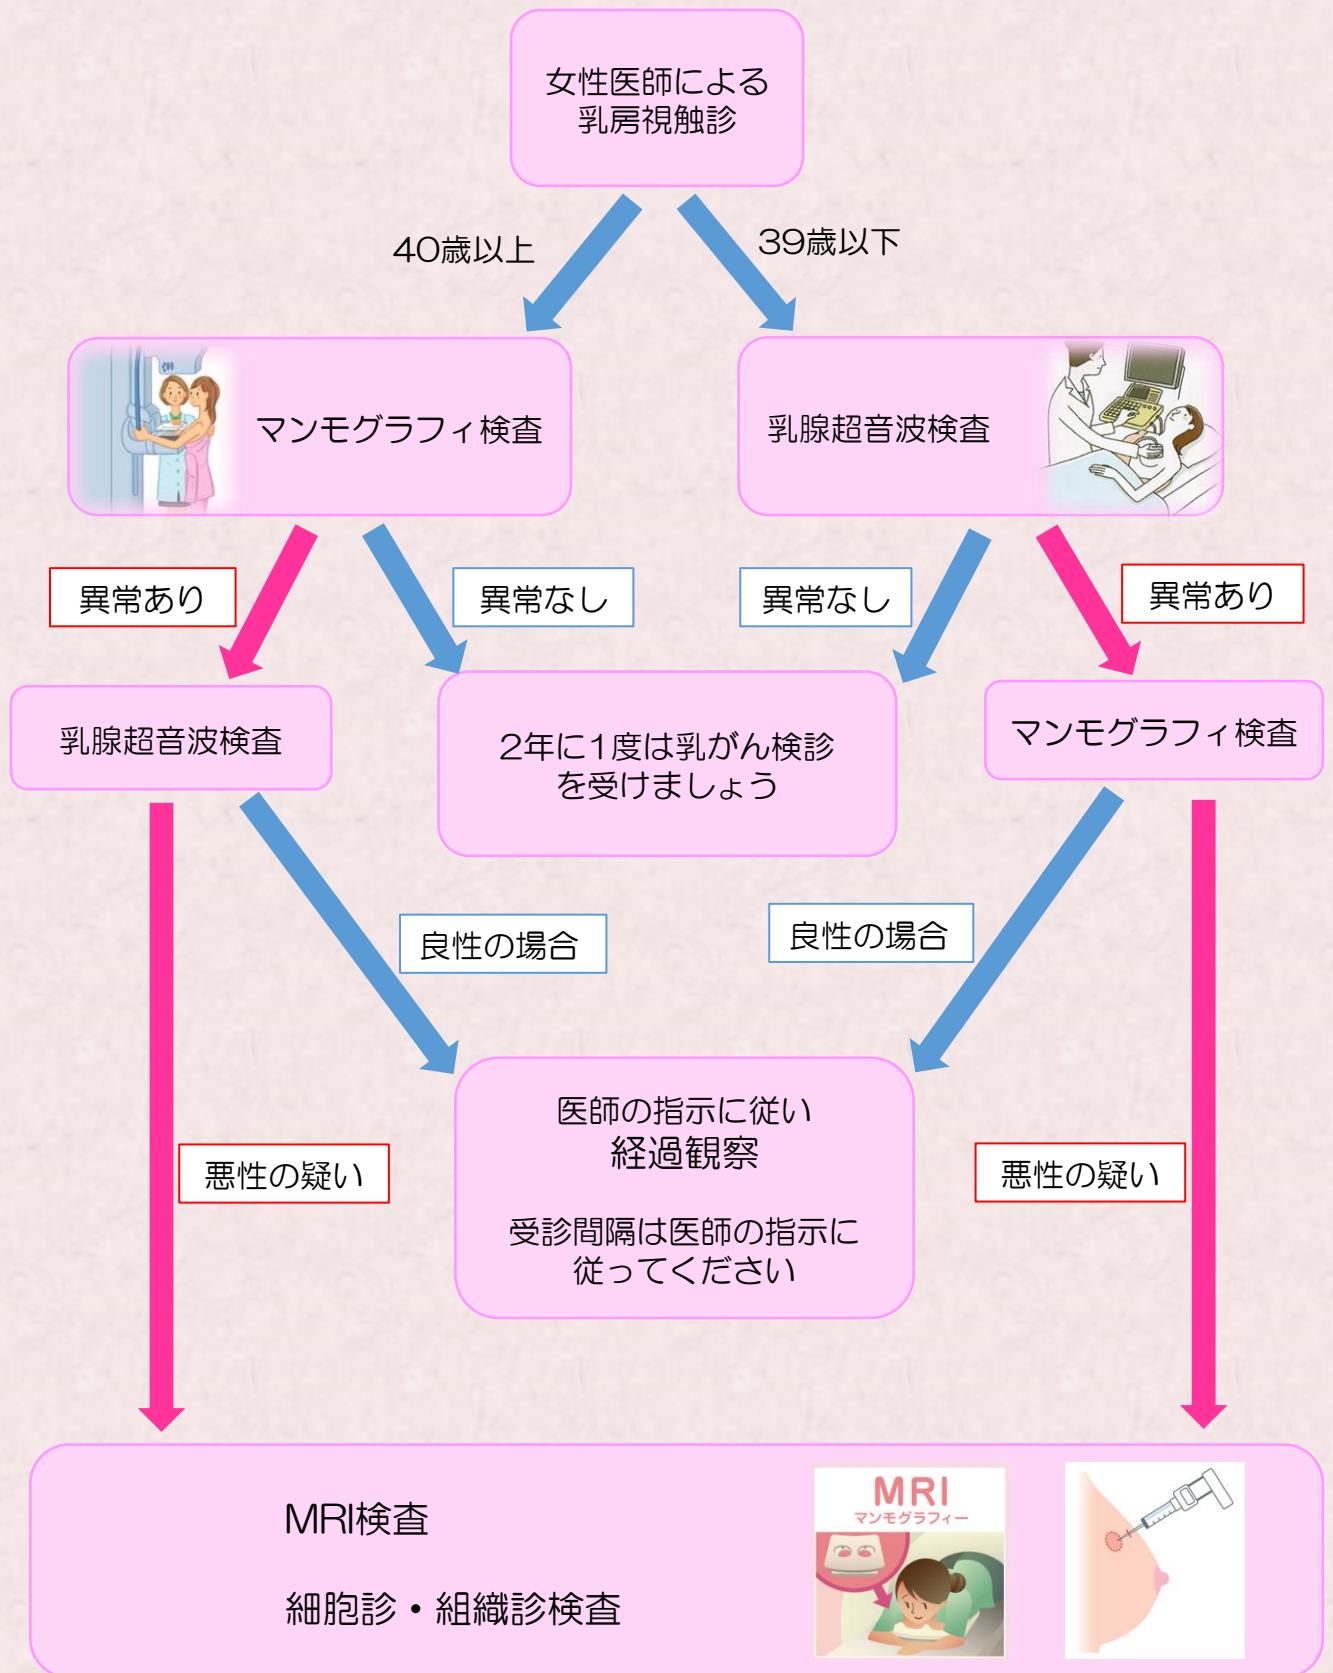 女性医師による
乳房視触診
40歳以上
39歳以下
マンモグラフィ検査
乳腺超音波検査
異常あり
異常なし
異常なし
異常あり
乳腺超音波検査
2年に1度は乳がん検診
を受けましょう
マンモグラフィ検査
良性の場合
良性の場合
医師の指示に従い
経過観察
受診間隔は医師の指示に
従ってください
悪性の疑い
悪性の疑い
MRI検査
細胞診・組織診検査
MRI
マンモグラフィー